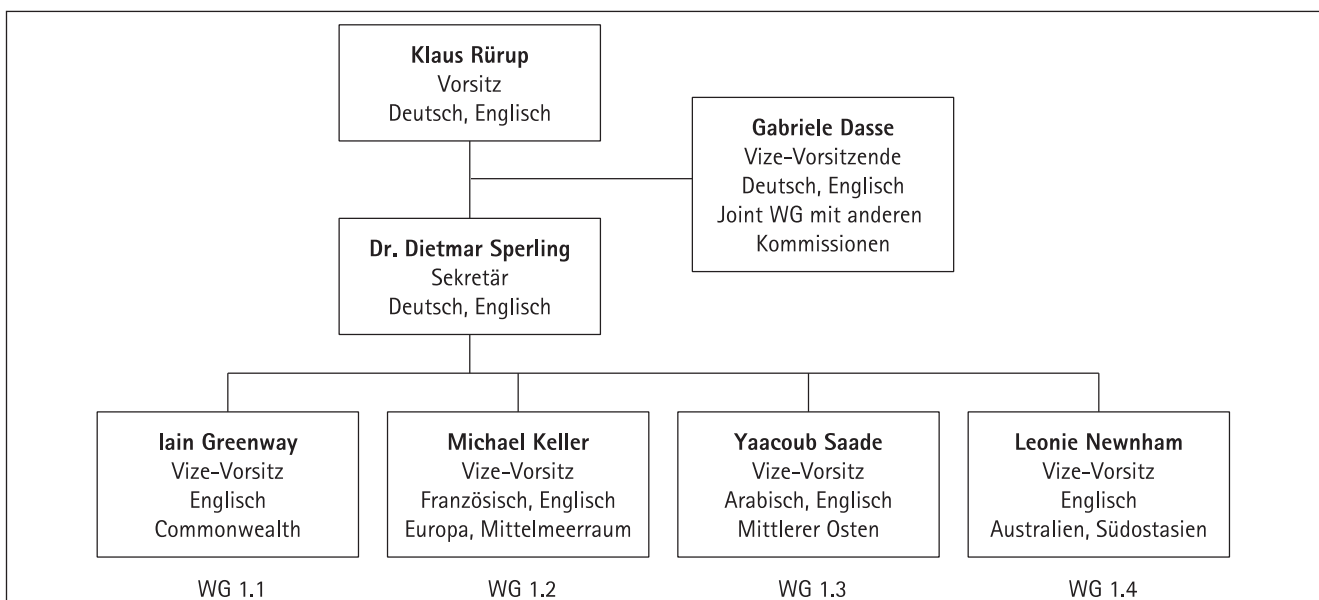 Klaus Rürup
Vorsitz
Deutsch, Englisch
Gabriele Dasse
Vize-Vorsitzende
Deutsch, Englisch
Joint WG mit anderen
Kommissionen
Dr. Dietmar Sperling
Sekretär
Deutsch, Englisch
Iain Greenway
Vize-Vorsitz
Englisch
Commonwealth
Michael Keller
Vize-Vorsitz
Französisch, Englisch
Europa, Mittelmeerraum
Yaacoub Saade
Vize-Vorsitz
Arabisch, Englisch
Mittlerer Osten
Leonie Newnham
Vize-Vorsitz
Englisch
Australien, Südostasien
WG 1.1
WG 1.2
WG 1.3
WG 1.4